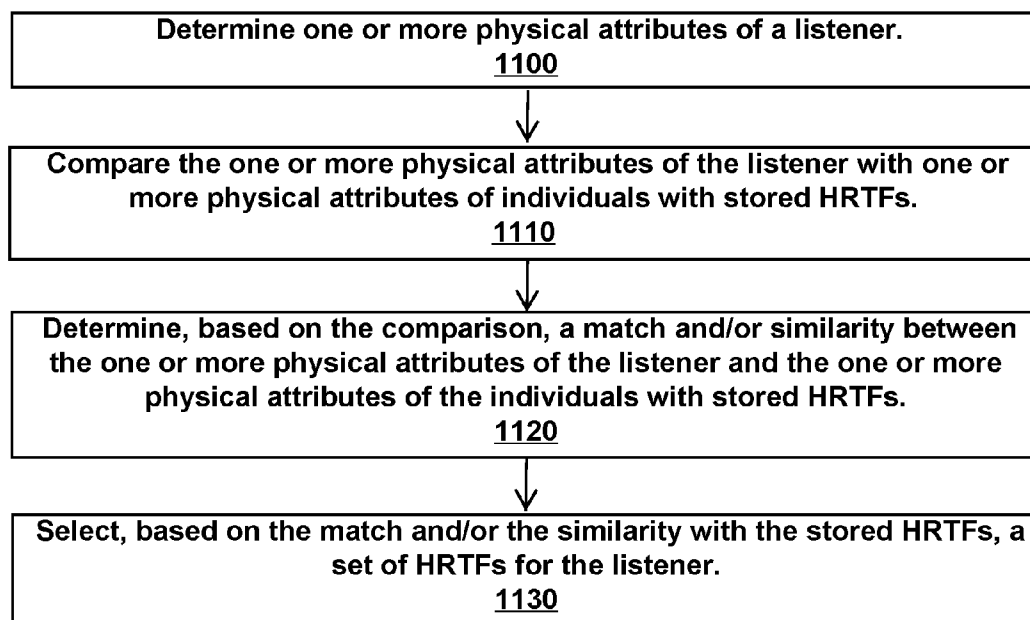 Determine one or more physical attributes of a listener.
1100
Compare the one or more physical attributes of the listener with one or
more physical attributes of individuals with stored HRTFs.
1110
Determine, based on the comparison, a match and/or similarity between
the one or more physical attributes of the listener and the one or more
physical attributes of the individuals with stored HRTFs.
1120
Select, based on the match and/or the similarity with the stored HRTFs, a
set of HRTFs for the listener.
1130